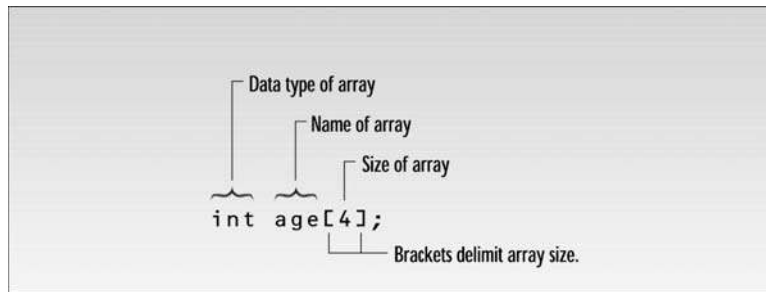 Data type of array
Name of array
Size of array
int age[4];
Brackets delimit array size.